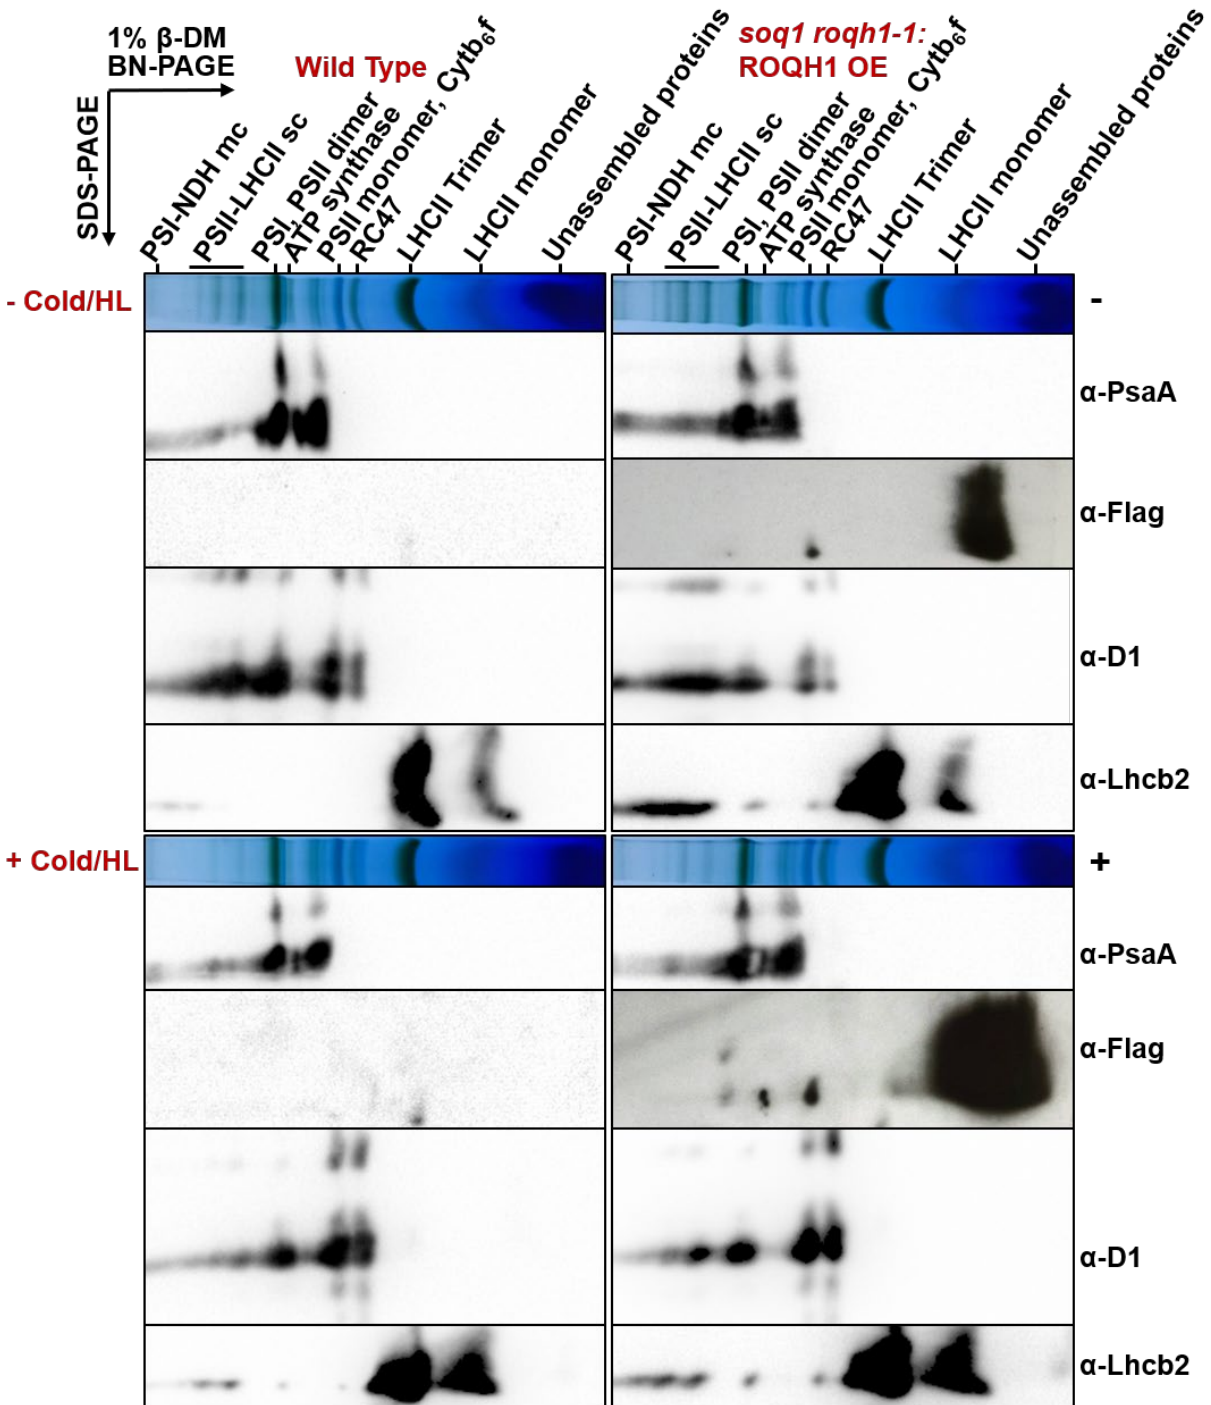 1% β-DM
BN-PAGE
SDS-PAGE
Wild Type
soq1 roqh1-1:
ROQH1 OE
PSI-NDH mc
PSII-LHCII sc
PSI, PSII dimer
ATP synthase
PSII monomer, Cytb6f
RC47
LHCII Trimer
LHCII monomer
Unassembled proteins
PSI-NDH mc
PSII-LHCII sc
PSI, PSII dimer
ATP synthase
PSII monomer, Cytb6f
RC47
LHCII Trimer
LHCII monomer
Unassembled proteins
- Cold/HL
-
α-PsaA
α-Flag
α-D1
α-Lhcb2
+ Cold/HL
+
α-PsaA
α-Flag
α-D1
α-Lhcb2